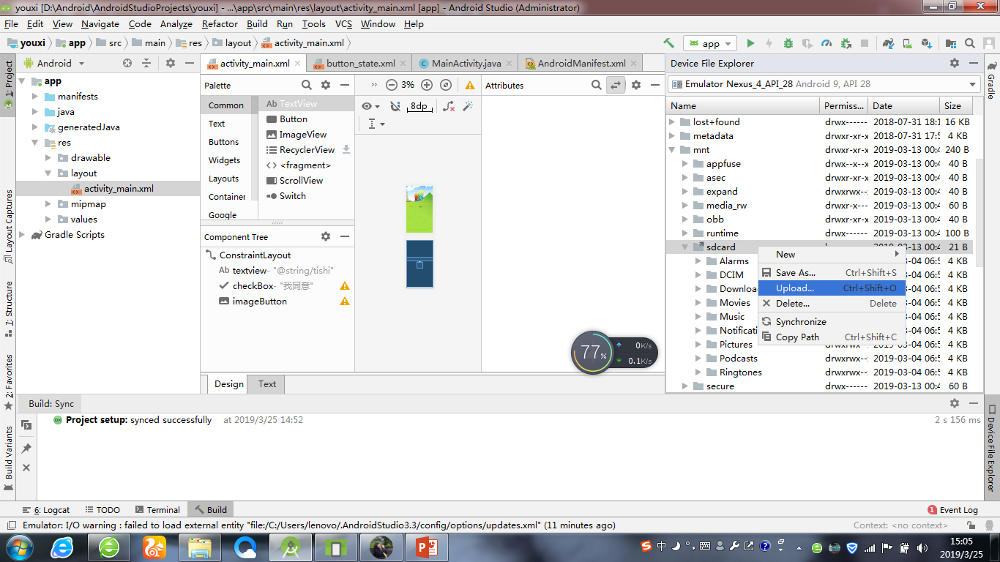 youxi [D:\Android\AndroidStudioProjects\youxi] - ...\app\src\main\res\layout\activity_main.xml [app] - Android Studio (Administrator)
File Edit View Navigate Code Analyze Refactor Build Run Tools VCS Window Help
youxi app src main res layout activity_main.xml
app
Android
activity_main.xml button_state.xml MainActivity.java AndroidManifest.xml
Device File Explorer
1: Project
Layout Captures
7: Structure
2: Favorites
Build Variants
app
manifests
java
generatedJava
res
drawable
layout
activity_main.xml
mipmap
values
Gradle Scripts
Palette
Common
Text
Buttons
Widgets
Layouts
Container
Google
Ab TextView
Button
ImageView
RecyclerView
<fragment>
ScrollView
Switch
Component Tree
ConstraintLayout
Ab textview- "@string/tishi"
checkBox- "我同意"
imageButton
3%
8dp
Attributes
Design Text
77%
0K/s
0.1K/s
Emulator Nexus_4_API_28 Android 9, API 28
Name Permiss... Date Size
lost+found drwx------ 2018-07-31 18:1 16 KB
metadata drwxr-xr-x 2018-07-31 17:5 4 KB
mnt drwxr-xr-x 2019-03-13 00:4 240 B
appfuse drwx--x--x 2019-03-13 00:4 40 B
asec drwxr-xr-x 2019-03-13 00:4 40 B
expand drwxrwx--x 2019-03-13 00:4 40 B
media_rw drwxr-x--- 2019-03-13 00:4 60 B
obb drwxr-xr-x 2019-03-13 00:4 40 B
runtime drwx------ 2019-03-13 00:4 100 B
sdcard 2019-03-13 00:4 21 B
Alarms 4 06:5 4 KB
DCIM 4 06:5 4 KB
Downloa 4 06:5 4 KB
Movies 4 06:5 4 KB
Music 4 06:5 4 KB
Notificati 4 06:5 4 KB
Pictures drwxrwx--x 2019-03-04 06:5 4 KB
Podcasts drwxrwx--x 2019-03-04 06:5 4 KB
Ringtones drwxrwx--x 2019-03-04 06:5 4 KB
secure drwx------ 2019-03-13 00:4 60 B
New
Save As... Ctrl+Shift+S
Upload... Ctrl+Shift+O
Delete... Delete
Synchronize
Copy Path Ctrl+Shift+C
Gradle
Device File Explorer
Build: Sync
OK Project setup: synced successfully at 2019/3/25 14:52 2 s 156 ms
6: Logcat TODO Terminal Build 1 Event Log
Emulator: I/O warning : failed to load external entity "file:/C:/Users/lenovo/.AndroidStudio3.3/config/options/updates.xml" (11 minutes ago) Context: <no context>
中
15:05
2019/3/25